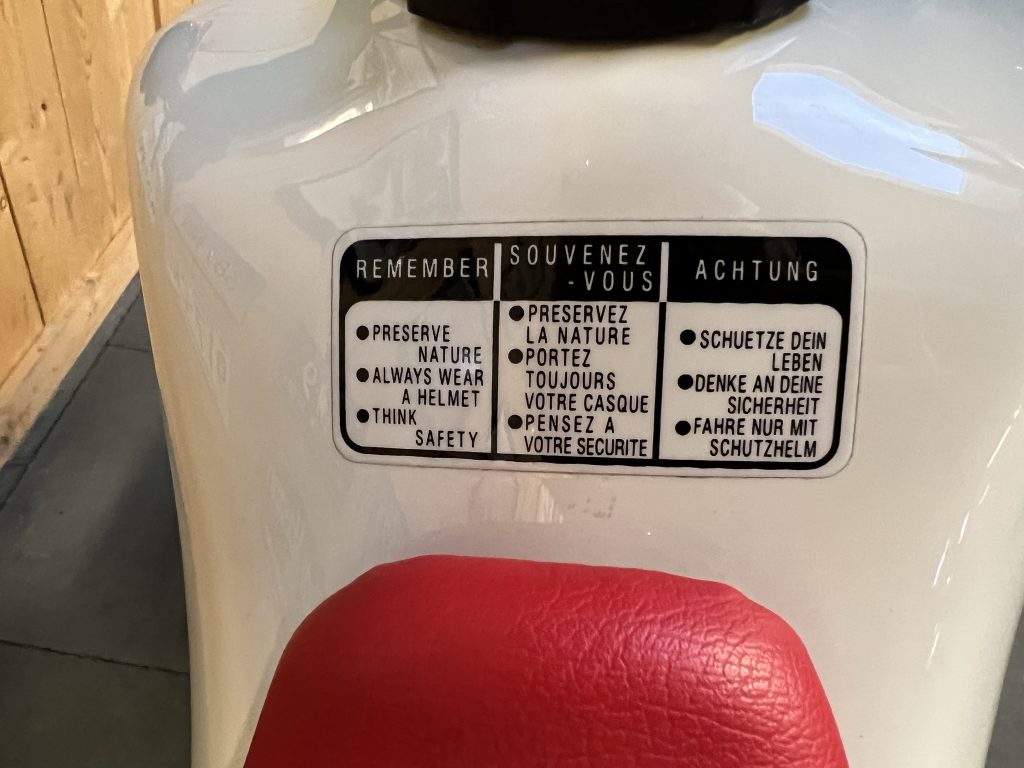 REMEMBER
● PRESERVE
NATURE
● ALWAYS WEAR
A HELMET
● THINK
SAFETY
SOUVENEZ
-VOUS
● PRESERVEZ
LA NATURE
● PORTEZ
TOUJOURS
VOTRE CASQUE
● PENSEZ A
VOTRE SECURITE
ACHTUNG
● SCHUETZE DEIN
LEBEN
● DENKE AN DEINE
SICHERHEIT
● FAHRE NUR MIT
SCHUTZHELM